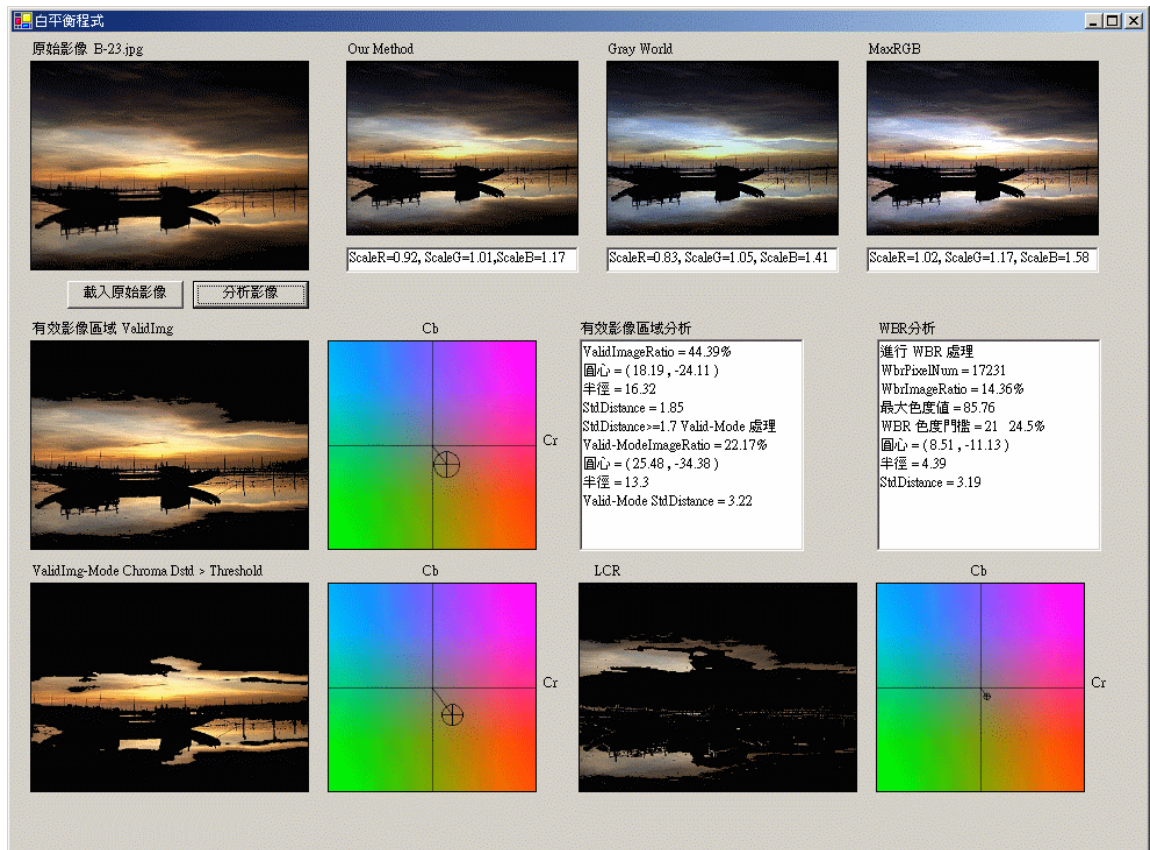 白平衡程式
原始影像 B-23.jpg
Our Method
Gray World
MaxRGB
ScaleR=0.92, ScaleG=1.01,ScaleB=1.17
ScaleR=0.83, ScaleG=1.05, ScaleB=1.41
ScaleR=1.02, ScaleG=1.17, ScaleB=1.58
載入原始影像
分析影像
有效影像區域 ValidImg
Cb
Cr
有效影像區域分析
ValidImageRatio = 44.39%
圓心 = ( 18.19 , -24.11 )
半徑 = 16.32
StdDistance = 1.85
StdDistance>=1.7 Valid-Mode 處理
Valid-ModeImageRatio = 22.17%
圓心 = ( 25.48 , -34.38 )
半徑 = 13.3
Valid-Mode StdDistance = 3.22
WBR分析
進行 WBR 處理
WbrPixelNum = 17231
WbrImageRatio = 14.36%
最大色度值 = 85.76
WBR 色度門檻 = 21 24.5%
圓心 = ( 8.51 , -11.13 )
半徑 = 4.39
StdDistance = 3.19
ValidImg-Mode Chroma Dstd > Threshold
Cb
Cr
LCR
Cb
Cr